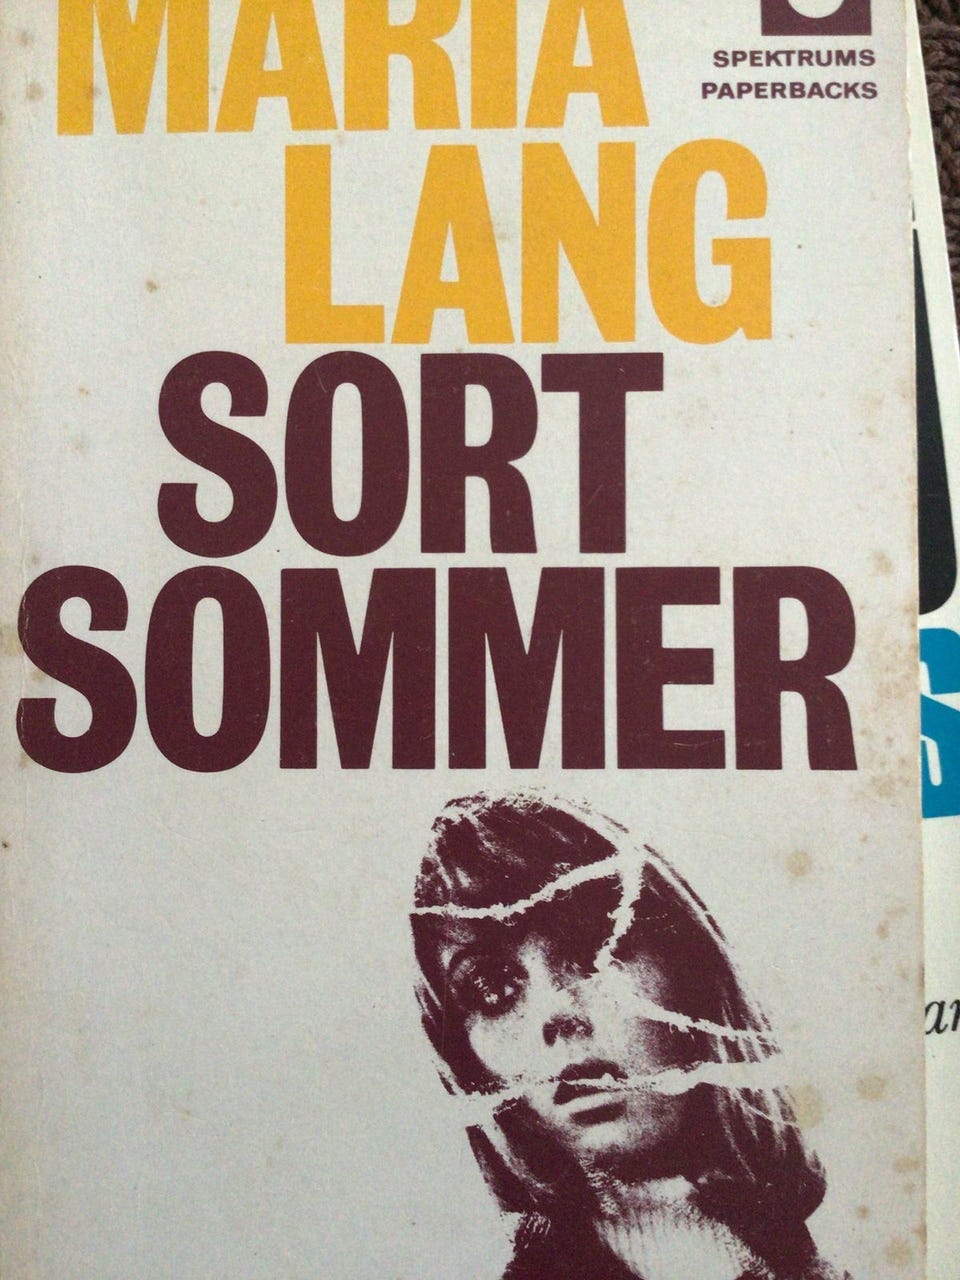 MARIA
SPEKTRUMS
PAPERBACKS
LANG
SORT
SOMMER